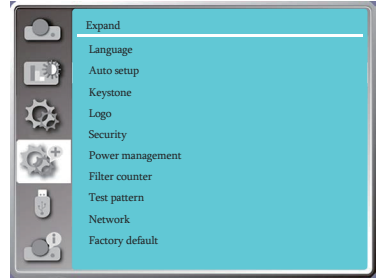 Expand
Language
Auto setup
Keystone
Logo
Security
Power management
Filter counter
Test pattern
Network
Factory default